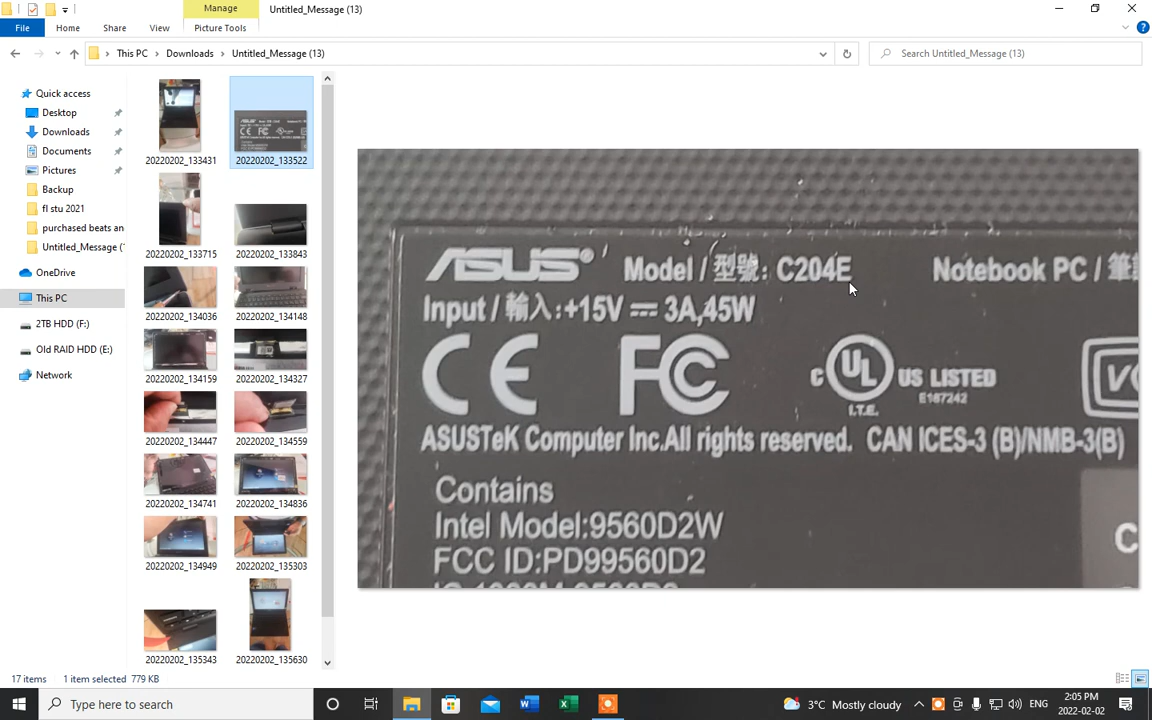 Manage
Untitled_Message (13)
File
Home
Share
View
Picture Tools
This PC
Downloads
Untitled_Message (13)
Search Untitled_Message (13)
Quick access
Desktop
Downloads
Documents
Pictures
Backup
fl stu 2021
purchased beats an
Untitled_Message (
OneDrive
This PC
2TB HDD (F:)
Old RAID HDD (E:)
Network
20220202_133431
20220202_133522
20220202_133715
20220202_133843
20220202_134036
20220202_134148
20220202_134159
20220202_134327
20220202_134447
20220202_134559
20220202_134741
20220202_134836
20220202_134949
20220202_135303
20220202_135343
20220202_135630
ASUS® Model / 型號: C204E Notebook PC / 筆
Input / 輸入:+15V 3A,45W
CE FC C UL US LISTED
I.T.E. E187242
ASUSTeK Computer Inc.All rights reserved. CAN ICES-3 (B)/NMB-3(B)
Contains
Intel Model:9560D2W
FCC ID:PD99560D2
17 items 1 item selected 779 KB
Type here to search
3°C Mostly cloudy
ENG
2:05 PM
2022-02-02